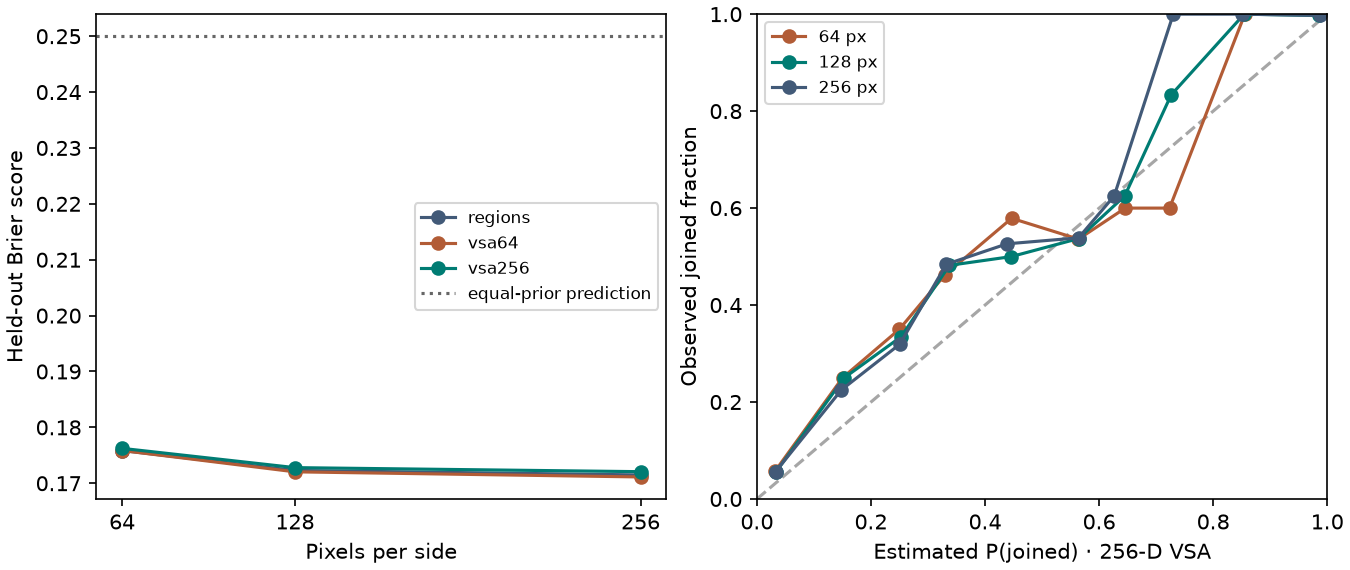 Held-out Brier score
0.25
0.24
0.23
0.22
0.21
0.20
0.19
0.18
0.17
regions
vsa64
vsa256
equal-prior prediction
64
128
256
Pixels per side
Observed joined fraction
1.0
0.8
0.6
0.4
0.2
0.0
64 px
128 px
256 px
0.0
0.2
0.4
0.6
0.8
1.0
Estimated P(joined) · 256-D VSA